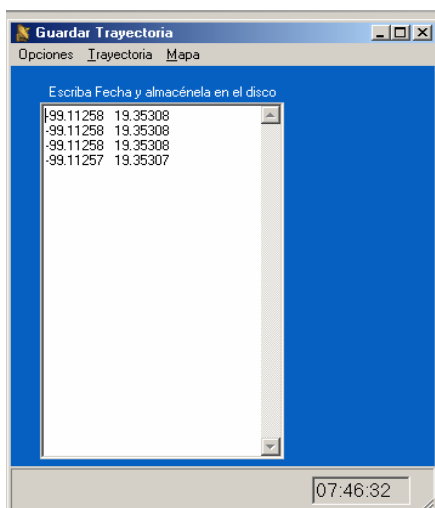 Guardar Trayectoria
Opciones Trayectoria Mapa
Escriba Fecha y almacénela en el disco
-99.11258 19.35308
-99.11258 19.35308
-99.11258 19.35308
-99.11257 19.35307
07:46:32